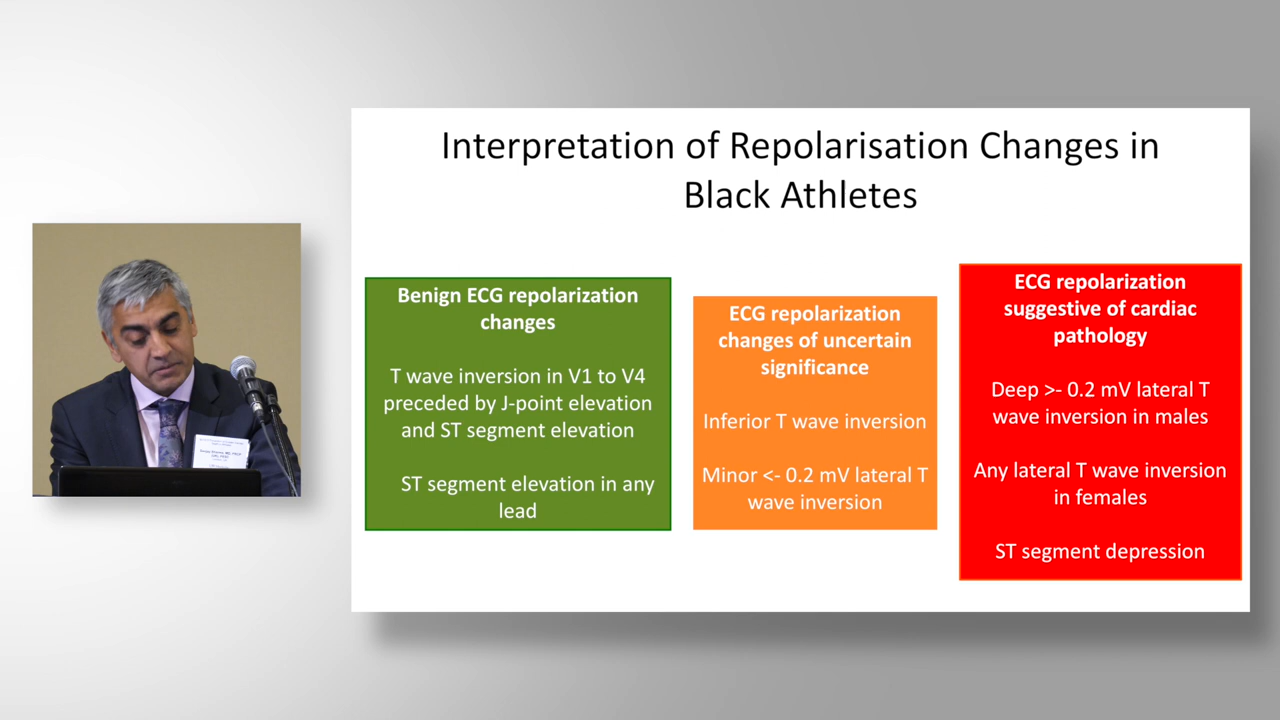 Interpretation of Repolarisation Changes in
Black Athletes
Benign ECG repolarization
changes
T wave inversion in V1 to V4
preceded by J-point elevation
and ST segment elevation
ST segment elevation in any
lead
ECG repolarization
changes of uncertain
significance
Inferior T wave inversion
Minor <- 0.2 mV lateral T
wave inversion
ECG repolarization
suggestive of cardiac
pathology
Deep >- 0.2 mV lateral T
wave inversion in males
Any lateral T wave inversion
in females
ST segment depression